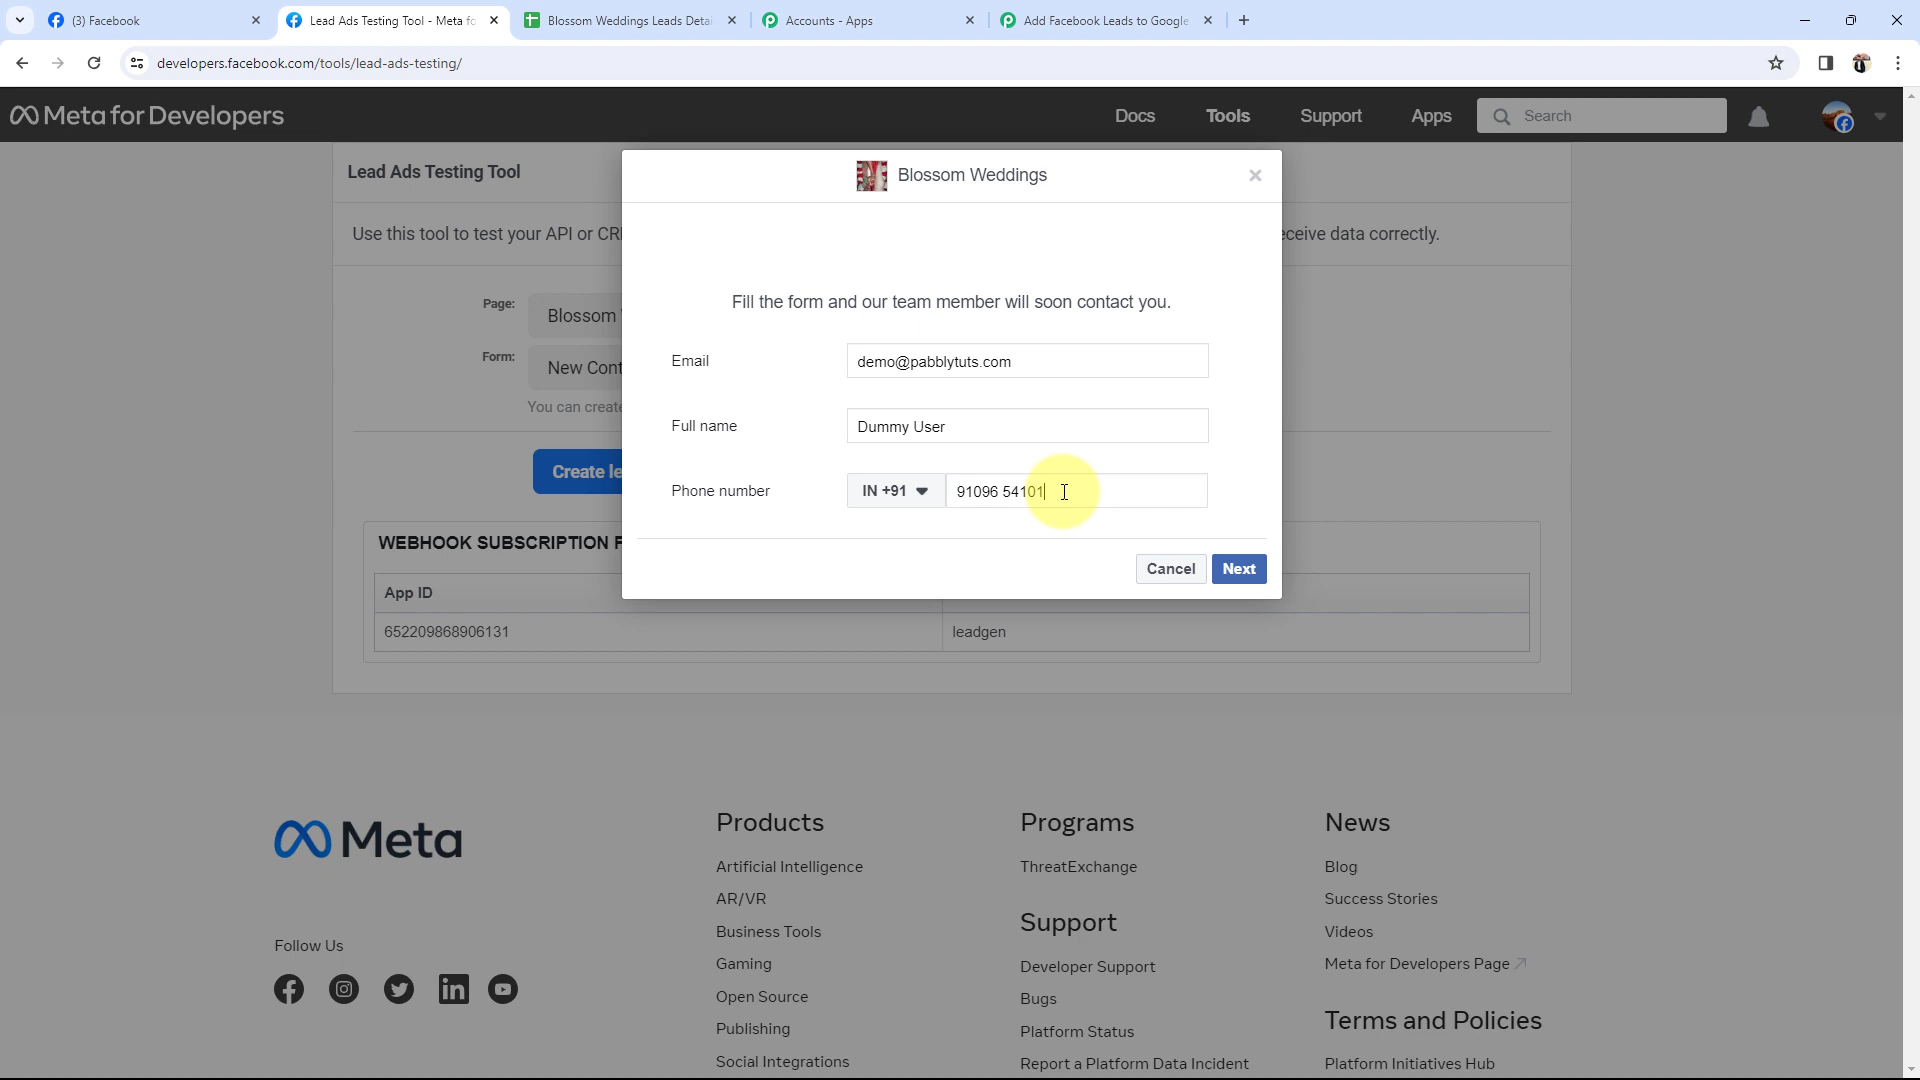 (3) Facebook
Lead Ads Testing Tool - Meta fo
Blossom Weddings Leads Detai
Accounts - Apps
Add Facebook Leads to Google
developers.facebook.com/tools/lead-ads-testing/
Meta for Developers
Docs
Tools
Support
Apps
Search
Lead Ads Testing Tool
Blossom Weddings
Use this tool to test your API or CR
eceive data correctly.
Fill the form and our team member will soon contact you.
Page:
Blossom
Form:
New Cont
You can create
Email
demo@pabblytuts.com
Full name
Dummy User
Phone number
IN +91
91096 54101
Create le
Cancel
Next
WEBHOOK SUBSCRIPTION F
App ID
652209868906131
leadgen
Meta
Follow Us
Products
Artificial Intelligence
AR/VR
Business Tools
Gaming
Open Source
Publishing
Social Integrations
Programs
ThreatExchange
Support
Developer Support
Bugs
Platform Status
Report a Platform Data Incident
News
Blog
Success Stories
Videos
Meta for Developers Page
Terms and Policies
Platform Initiatives Hub